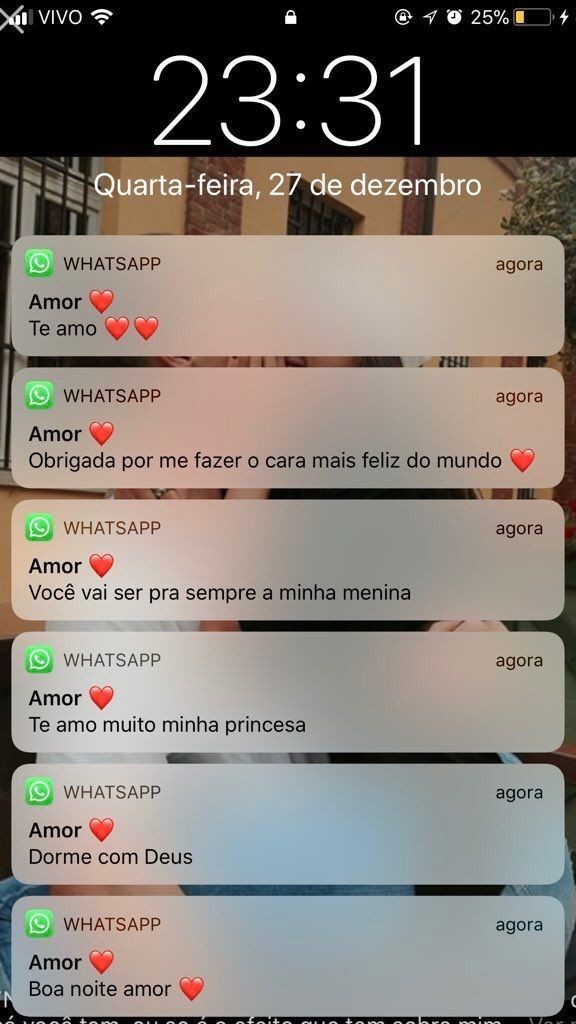 VIVO 25%
23:31
Quarta-feira, 27 de dezembro
WHATSAPP agora
Amor ❤️
Te amo ❤️❤️
WHATSAPP agora
Amor ❤️
Obrigada por me fazer o cara mais feliz do mundo ❤️
WHATSAPP agora
Amor ❤️
Você vai ser pra sempre a minha menina
WHATSAPP agora
Amor ❤️
Te amo muito minha princesa
WHATSAPP agora
Amor ❤️
Dorme com Deus
WHATSAPP agora
Amor ❤️
Boa noite amor ❤️